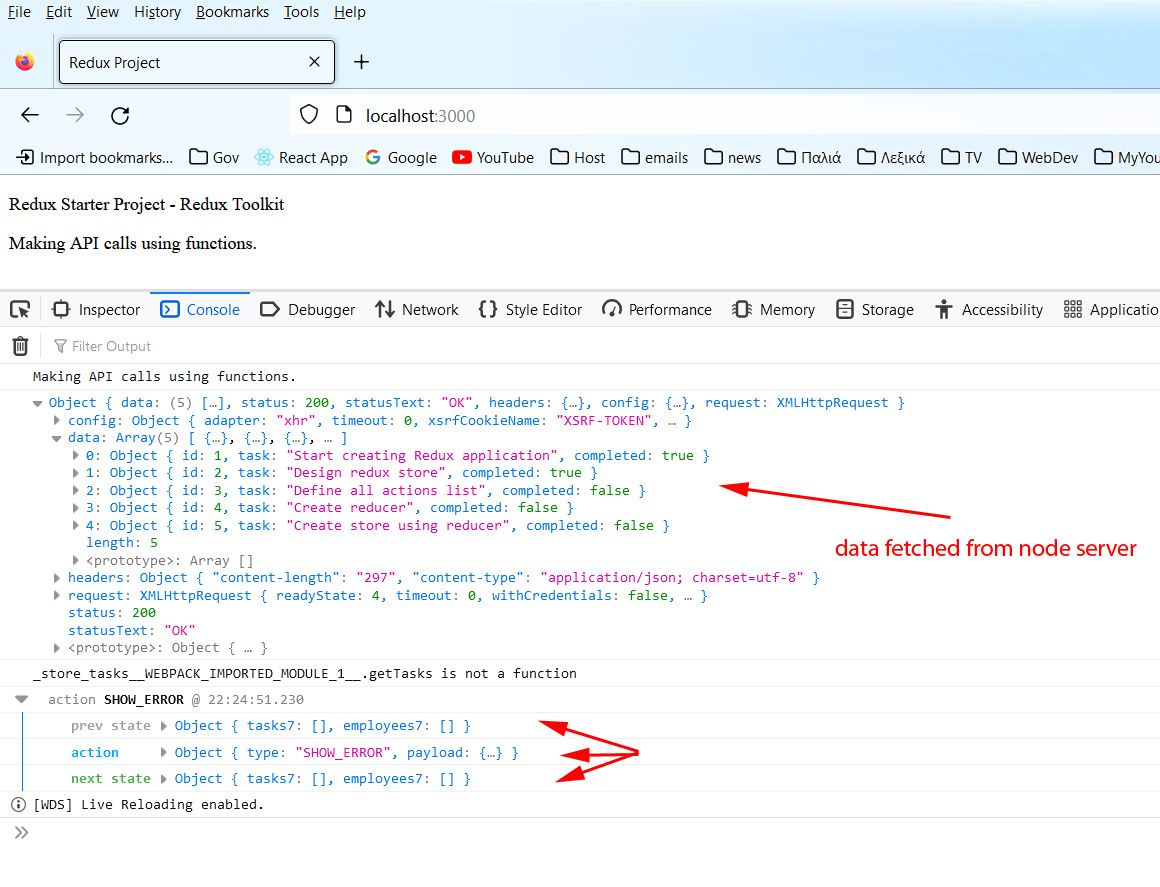 File Edit View History Bookmarks Tools Help
Redux Project
localhost:3000
Import bookmarks... Gov React App Google YouTube Host emails news Παλιά Λεξικά TV WebDev MyYou
Redux Starter Project - Redux Toolkit
Making API calls using functions.
Inspector Console Debugger Network Style Editor Performance Memory Storage Accessibility Applicatio
Filter Output
Making API calls using functions.
Object { data: (5) […], status: 200, statusText: "OK", headers: {…}, config: {…}, request: XMLHttpRequest }
config: Object { adapter: "xhr", timeout: 0, xsrfCookieName: "XSRF-TOKEN", … }
data: Array(5) [ {…}, {…}, {…}, … ]
0: Object { id: 1, task: "Start creating Redux application", completed: true }
1: Object { id: 2, task: "Design redux store", completed: true }
2: Object { id: 3, task: "Define all actions list", completed: false }
3: Object { id: 4, task: "Create reducer", completed: false }
4: Object { id: 5, task: "Create store using reducer", completed: false }
length: 5
data fetched from node server
<prototype>: Array []
headers: Object { "content-length": "297", "content-type": "application/json; charset=utf-8" }
request: XMLHttpRequest { readyState: 4, timeout: 0, withCredentials: false, … }
status: 200
statusText: "OK"
<prototype>: Object { … }
_store_tasks__WEBPACK_IMPORTED_MODULE_1__.getTasks is not a function
action SHOW_ERROR @ 22:24:51.230
prev state Object { tasks7: [], employees7: [] }
action Object { type: "SHOW_ERROR", payload: {…} }
next state Object { tasks7: [], employees7: [] }
[WDS] Live Reloading enabled.